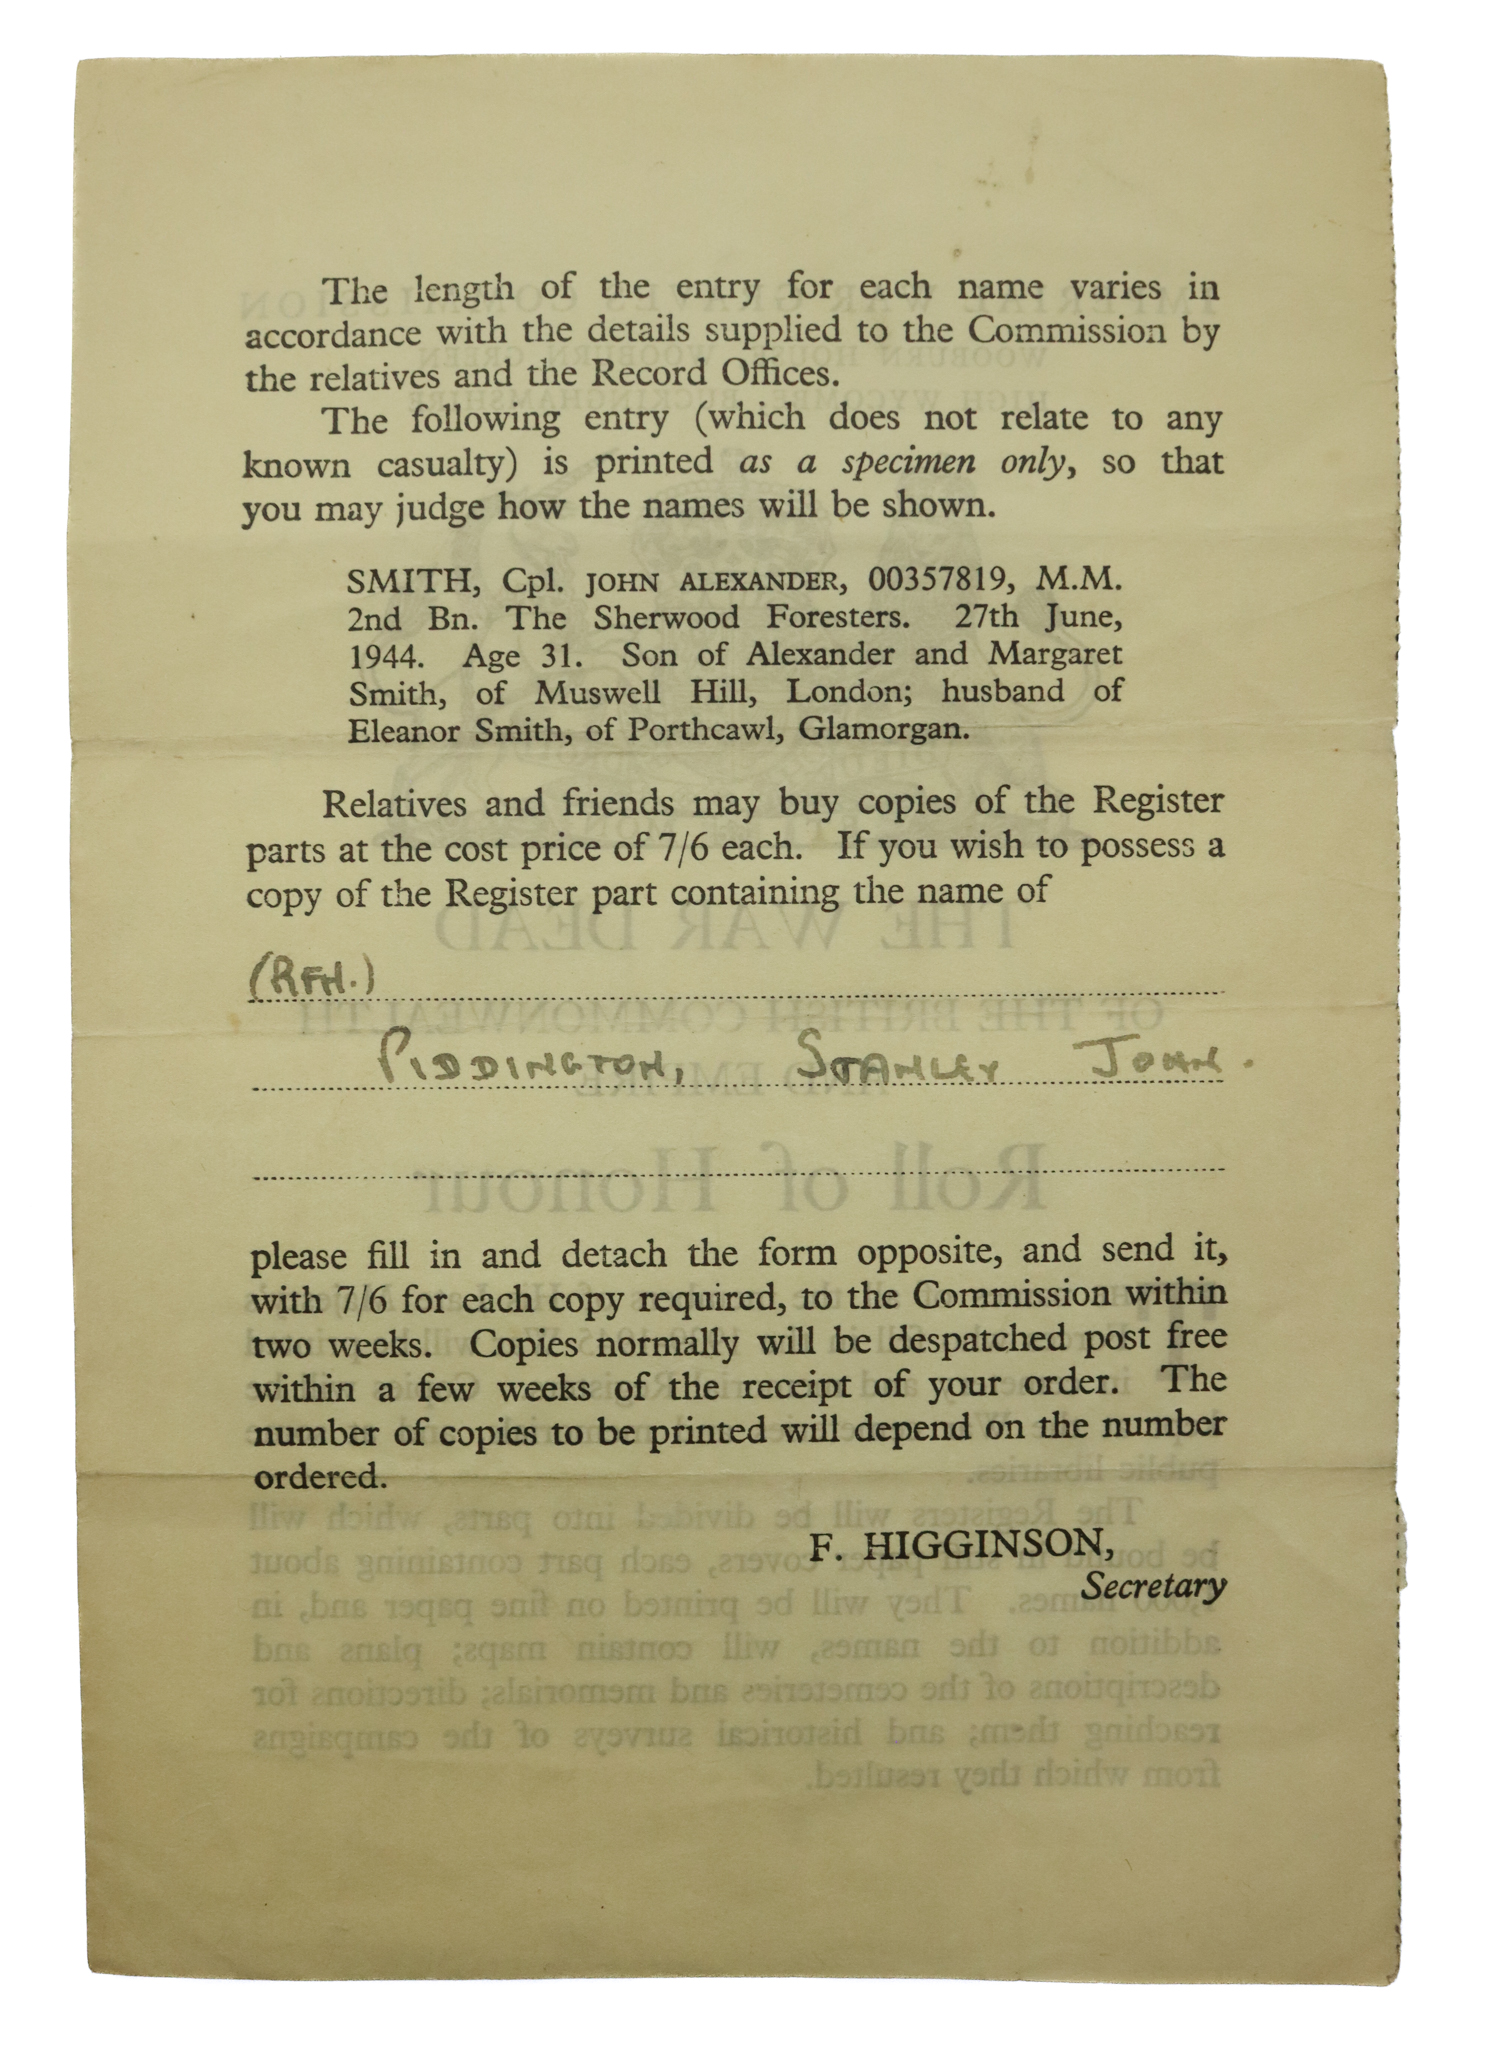 The length of the entry for each name varies in
accordance with the details supplied to the Commission by
the relatives and the Record Offices.
The following entry (which does not relate to any
known casualty) is printed as a specimen only, so that
you may judge how the names will be shown.
SMITH, Cpl. JOHN ALEXANDER, 00357819, M.M.
2nd Bn. The Sherwood Foresters. 27th June,
1944. Age 31. Son of Alexander and Margaret
Smith, of Muswell Hill, London; husband of
Eleanor Smith, of Porthcawl, Glamorgan.
Relatives and friends may buy copies of the Register
parts at the cost price of 7/6 each. If you wish to possess a
copy of the Register part containing the name of
(RFN.)
PIDDINGTON, STANLEY JOHN.
please fill in and detach the form opposite, and send it,
with 7/6 for each copy required, to the Commission within
two weeks. Copies normally will be despatched post free
within a few weeks of the receipt of your order. The
number of copies to be printed will depend on the number
ordered.
F. HIGGINSON,
Secretary